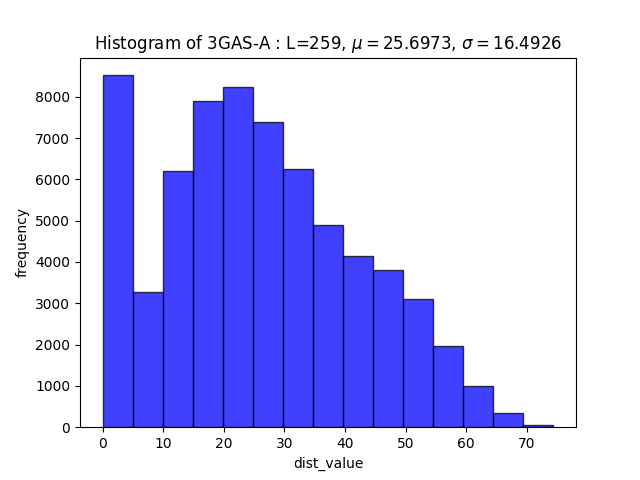 Histogram of 3GAS-A : L=259, μ = 25.6973, σ = 16.4926
8000
7000
6000
5000
4000
3000
2000
1000
0
frequency
0 10 20 30 40 50 60 70
dist_value